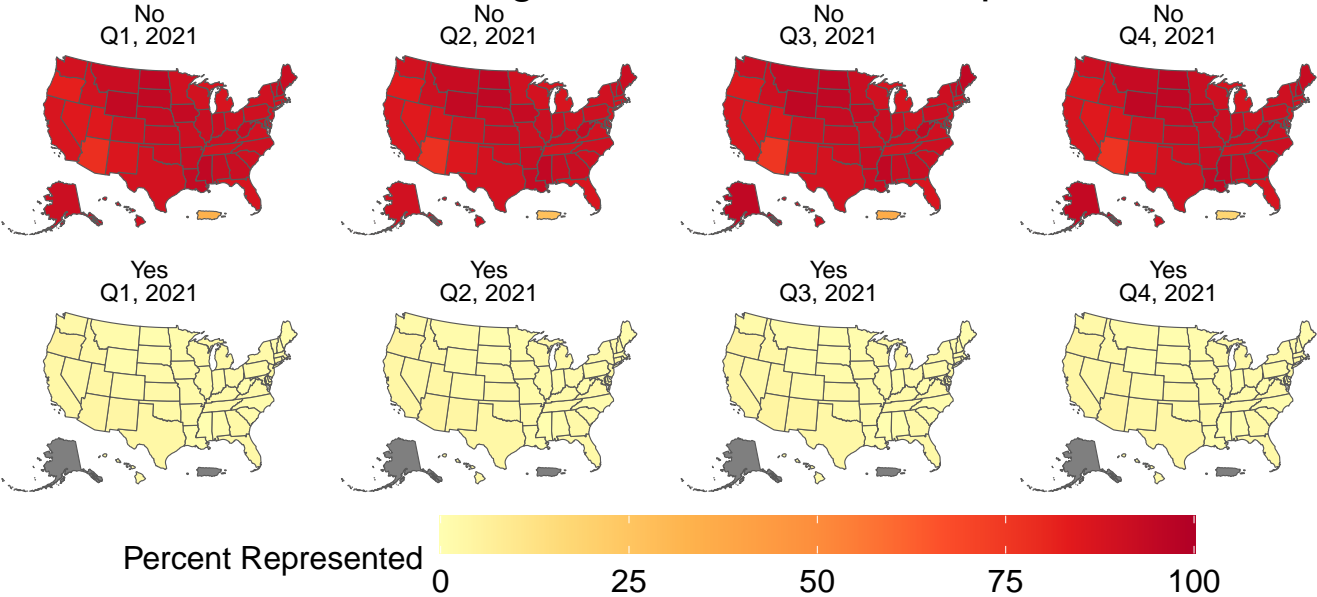 No
Q1, 2021
No
Q2, 2021
No
Q3, 2021
No
Q4, 2021
Yes
Q1, 2021
Yes
Q2, 2021
Yes
Q3, 2021
Yes
Q4, 2021
Percent Represented
0 25 50 75 100